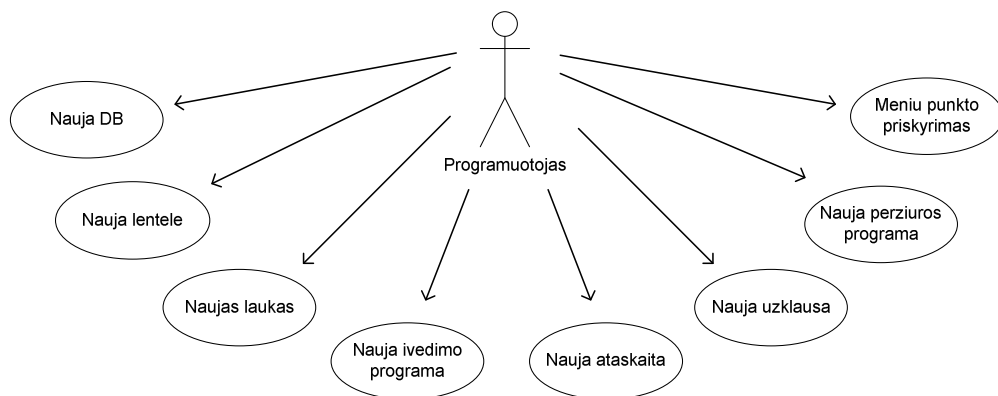 Nauja DB
Meniu punkto
priskyrimas
Programuotojas
Nauja lentele
Nauja perziuros
programa
Naujas laukas
Nauja uzklausa
Nauja ivedimo
programa
Nauja ataskaita